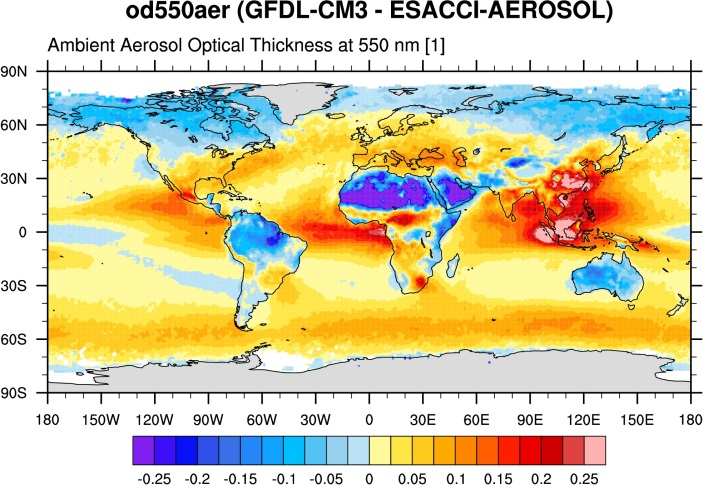 od550aer (GFDL-CM3 - ESACCI-AEROSOL)
Ambient Aerosol Optical Thickness at 550 nm [1]
90N
60N
30N
0
30S
60S
90S
180 150W 120W 90W 60W 30W 0 30E 60E 90E 120E 150E 180
-0.25 -0.2 -0.15 -0.1 -0.05 0 0.05 0.1 0.15 0.2 0.25